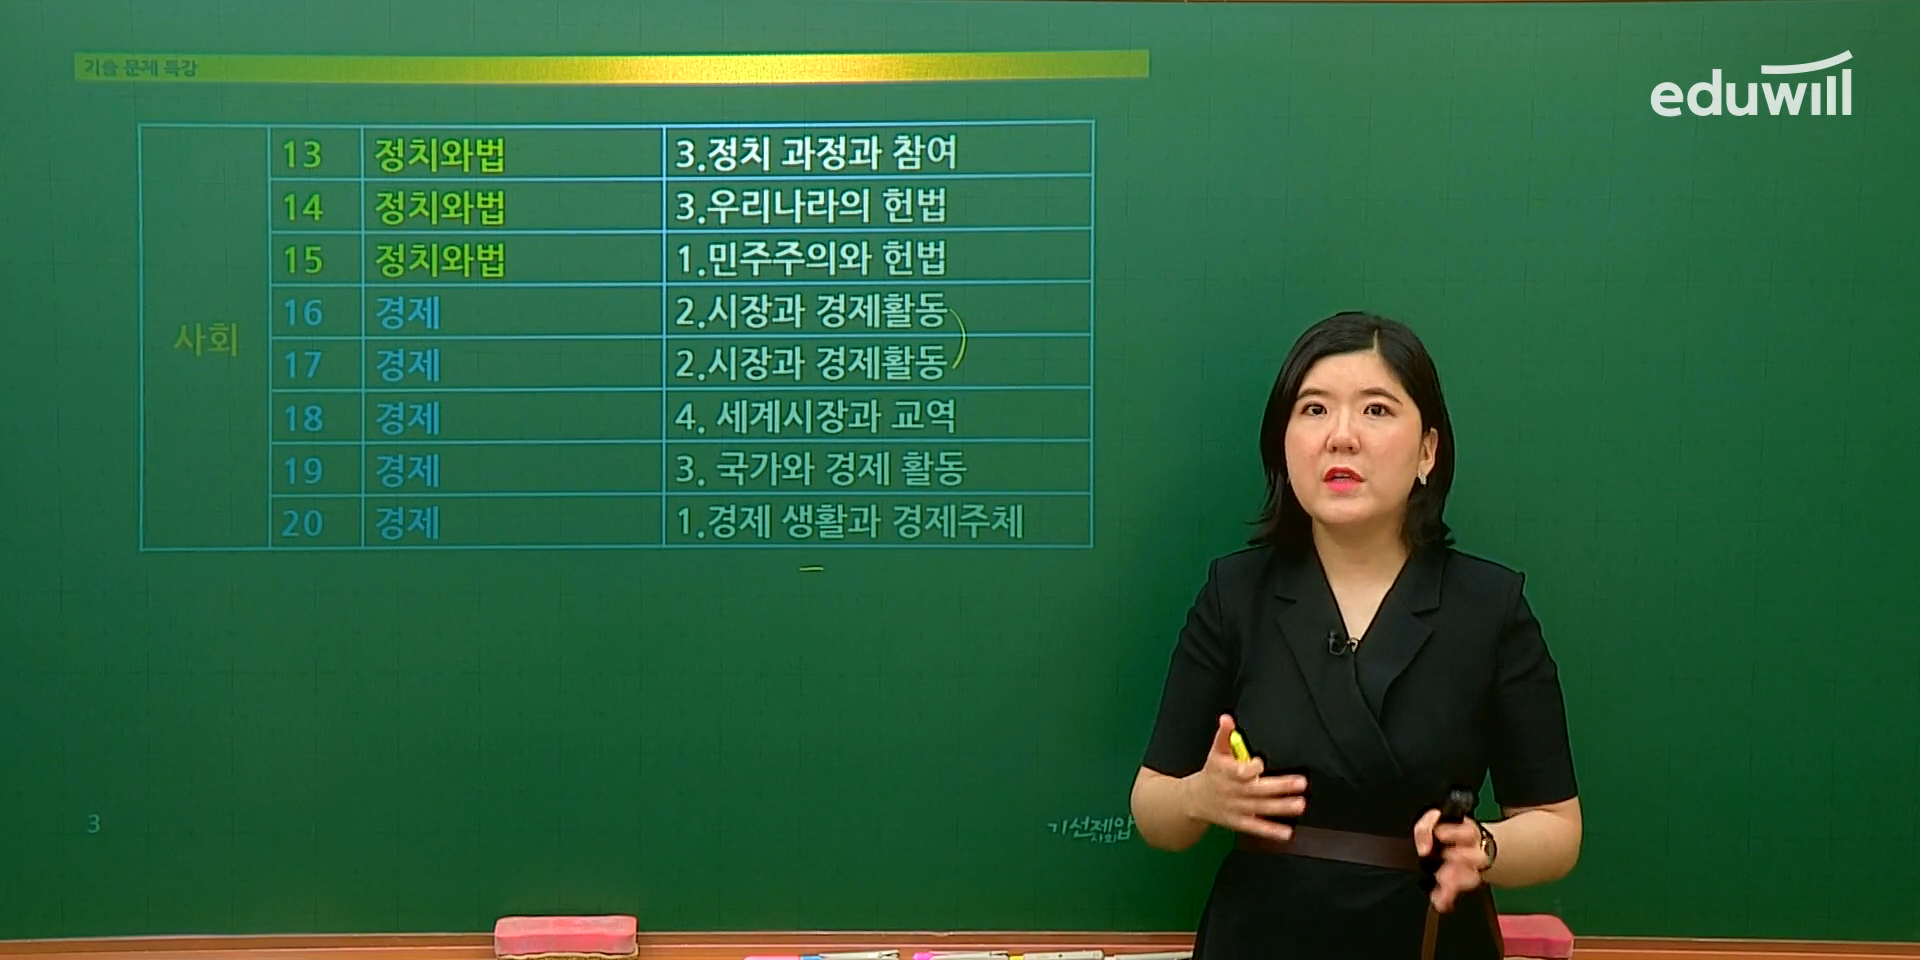 기출 문제 특강
eduwill
사회
13 정치와법 3.정치 과정과 참여
14 정치와법 3.우리나라의 헌법
15 정치와법 1.민주주의와 헌법
16 경제 2.시장과 경제활동
17 경제 2.시장과 경제활동
18 경제 4. 세계시장과 교역
19 경제 3. 국가와 경제 활동
20 경제 1.경제 생활과 경제주체
3
기선제압
사회